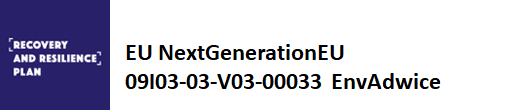 RECOVERY
AND RESILIENCE
PLAN
EU NextGenerationEU
09I03-03-V03-00033 EnvAdwice